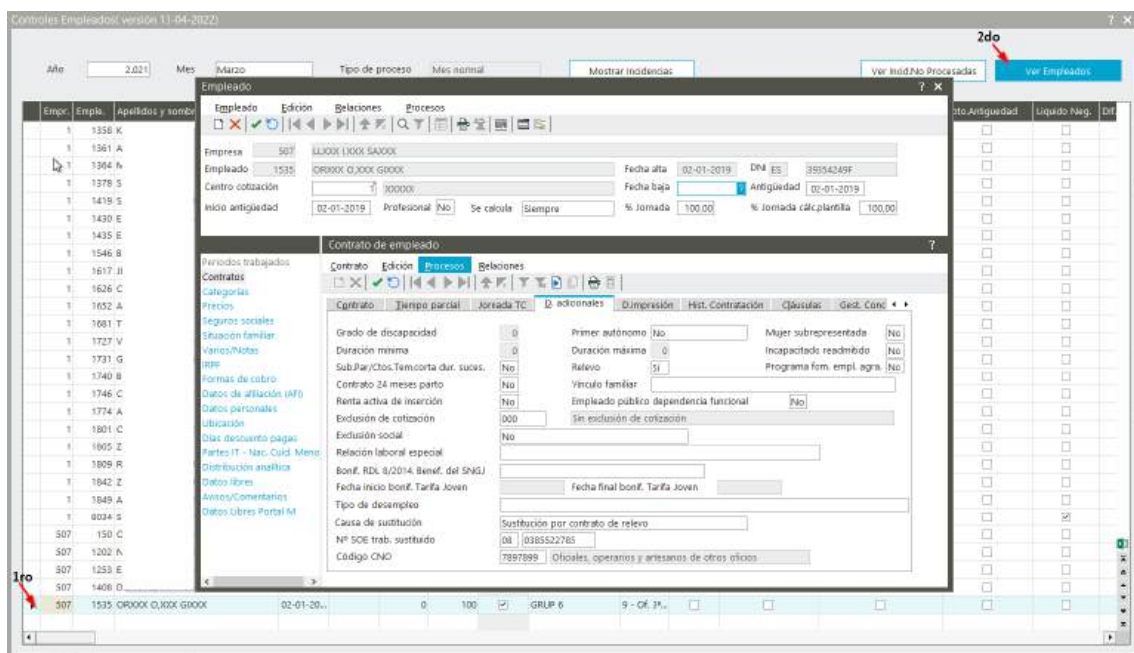 Controles Empleados( versión 13-04-2022) ? ×
2do
Año 2.021 Mes Marzo Tipo de proceso Mes normal Mostrar Incidencias Ver Incid.No Procesadas Ver Empleados
Empr. Emple. Apellidos y nombr
Antiguedad Liquido Neg. Dif.
Empleado ? ×
Empleado Edición Relaciones Procesos
Empresa 507
Empleado 1535 ORXXX O,XXX GXXXX Fecha alta 02-01-2019 DNI ES 39354249F
Centro cotización 1 XXXXX Fecha baja Antigüedad 02-01-2019
Inicio antigüedad 02-01-2019 Profesional No Se calcula Siempre % Jornada 100,00 % Jornada cálc.plantilla 100,00
Periodos trabajados
Contratos
Categorías
Precios
Seguros sociales
Situación familiar
Varios/Notas
IRPF
Formas de cobro
Datos de afiliación (AFI)
Datos personales
Ubicación
Días descuento pagas
Partes IT - Nac. Cuid. Meno
Distribución analítica
Datos libres
Avisos/Comentarios
Datos Libres Portal M
Contrato de empleado ?
Contrato Edición Procesos Relaciones
Contrato Tiempo parcial Jornada TC D. adicionales D.Impresión Hist. Contratación Cláusulas Gest. Conc
Grado de discapacidad 0 Primer autónomo No Mujer subrepresentada No
Duración mínima 0 Duración máxima 0 Incapacitado readmitido No
Sub.Par/Ctos.Tem.corta dur. suces. No Relevo Sí Programa fom. empl. agra. No
Contrato 24 meses parto No Vínculo familiar
Renta activa de inserción No Empleado público dependencia funcional No
Exclusión de cotización 000 Sin exclusión de cotización
Exclusión social No
Relación laboral especial
Bonif. RDL 8/2014. Benef. del SNGJ
Fecha inicio bonif. Tarifa Joven Fecha final bonif. Tarifa Joven
Tipo de desempleo
Causa de sustitución Sustitución por contrato de relevo
Nº SOE trab. sustituido 08 0385522785
Código CNO 7897899 Oficiales, operarios y artesanos de otros oficios
1 1358 K
1 1361 A
1 1364 N
1 1378 S
1 1419 S
1 1430 E
1 1435 E
1 1546 B
1 1617 JI
1 1626 C
1 1652 A
1 1681 T
1 1727 V
1 1731 G
1 1740 B
1 1746 C
1 1774 A
1 1801 C
1 1805 Z
1 1809 R
1 1842 Z
1 1849 A
1 8034 S
507 150 C
507 1202 N
507 1253 E
507 1408 D
1ro
507 1535 ORXXX O,XXX GXXXX 02-01-20... 0 100 GRUP 6 9 - Of. 3ª...